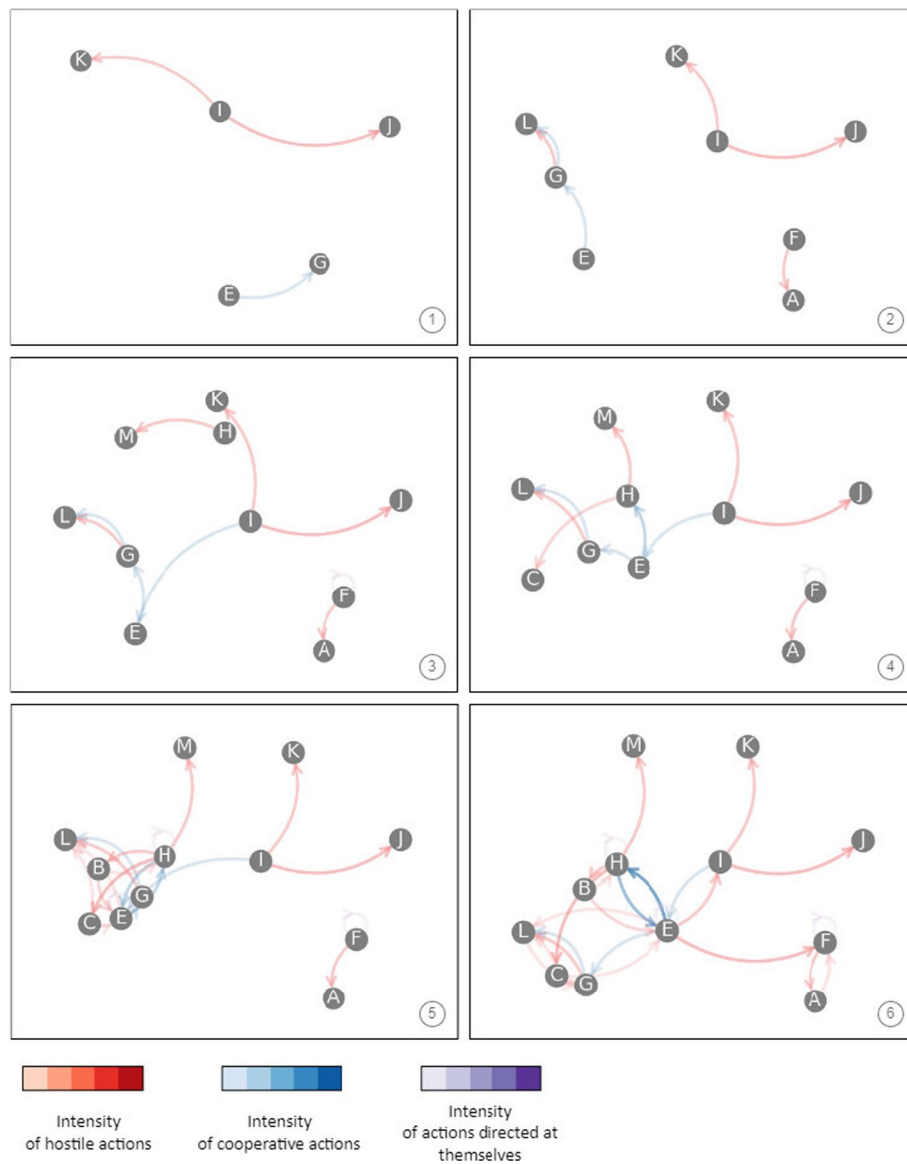 K
I
J
G
E
1
K
L
J
I
G
F
E
A
2
K
M
H
J
L
I
G
F
E
A
3
K
M
L
H
J
I
G
E
C
F
A
4
M
K
L
J
H
I
B
G
E
C
F
A
5
M
K
J
H
I
B
L
E
F
C
G
A
6
Intensity
of hostile actions
Intensity
of cooperative actions
Intensity
of actions directed at
themselves